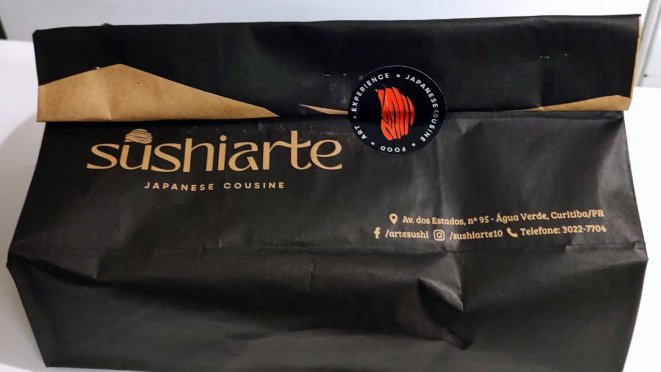 EXPERIENCE • JAPANESE COUSINE • FOOD • ART •
sushiarte
JAPANESE COUSINE
Av. dos Estados, nº 95 - Água Verde, Curitiba/PR
/artesushi /sushiarte10 Telefone: 3022-7704